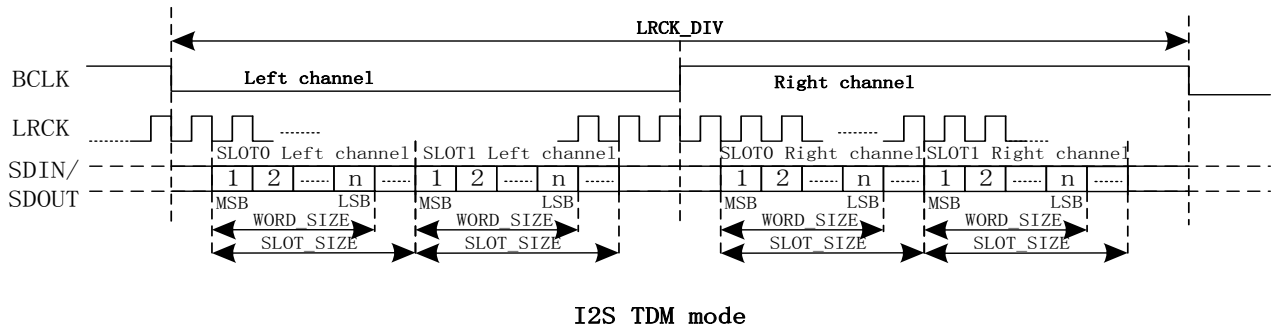 LRCK_DIV
BCLK Left channel Right channel
LRCK ........ ........
SLOT0 Left channel SLOT1 Left channel SLOT0 Right channel SLOT1 Right channel
SDIN/
SDOUT
1 2 ...... n ...... 1 2 ...... n ...... 1 2 ...... n ...... 1 2 ...... n ......
MSB LSB MSB LSB MSB LSB MSB LSB
WORD_SIZE WORD_SIZE WORD_SIZE WORD_SIZE
SLOT_SIZE SLOT_SIZE SLOT_SIZE SLOT_SIZE
I2S TDM mode